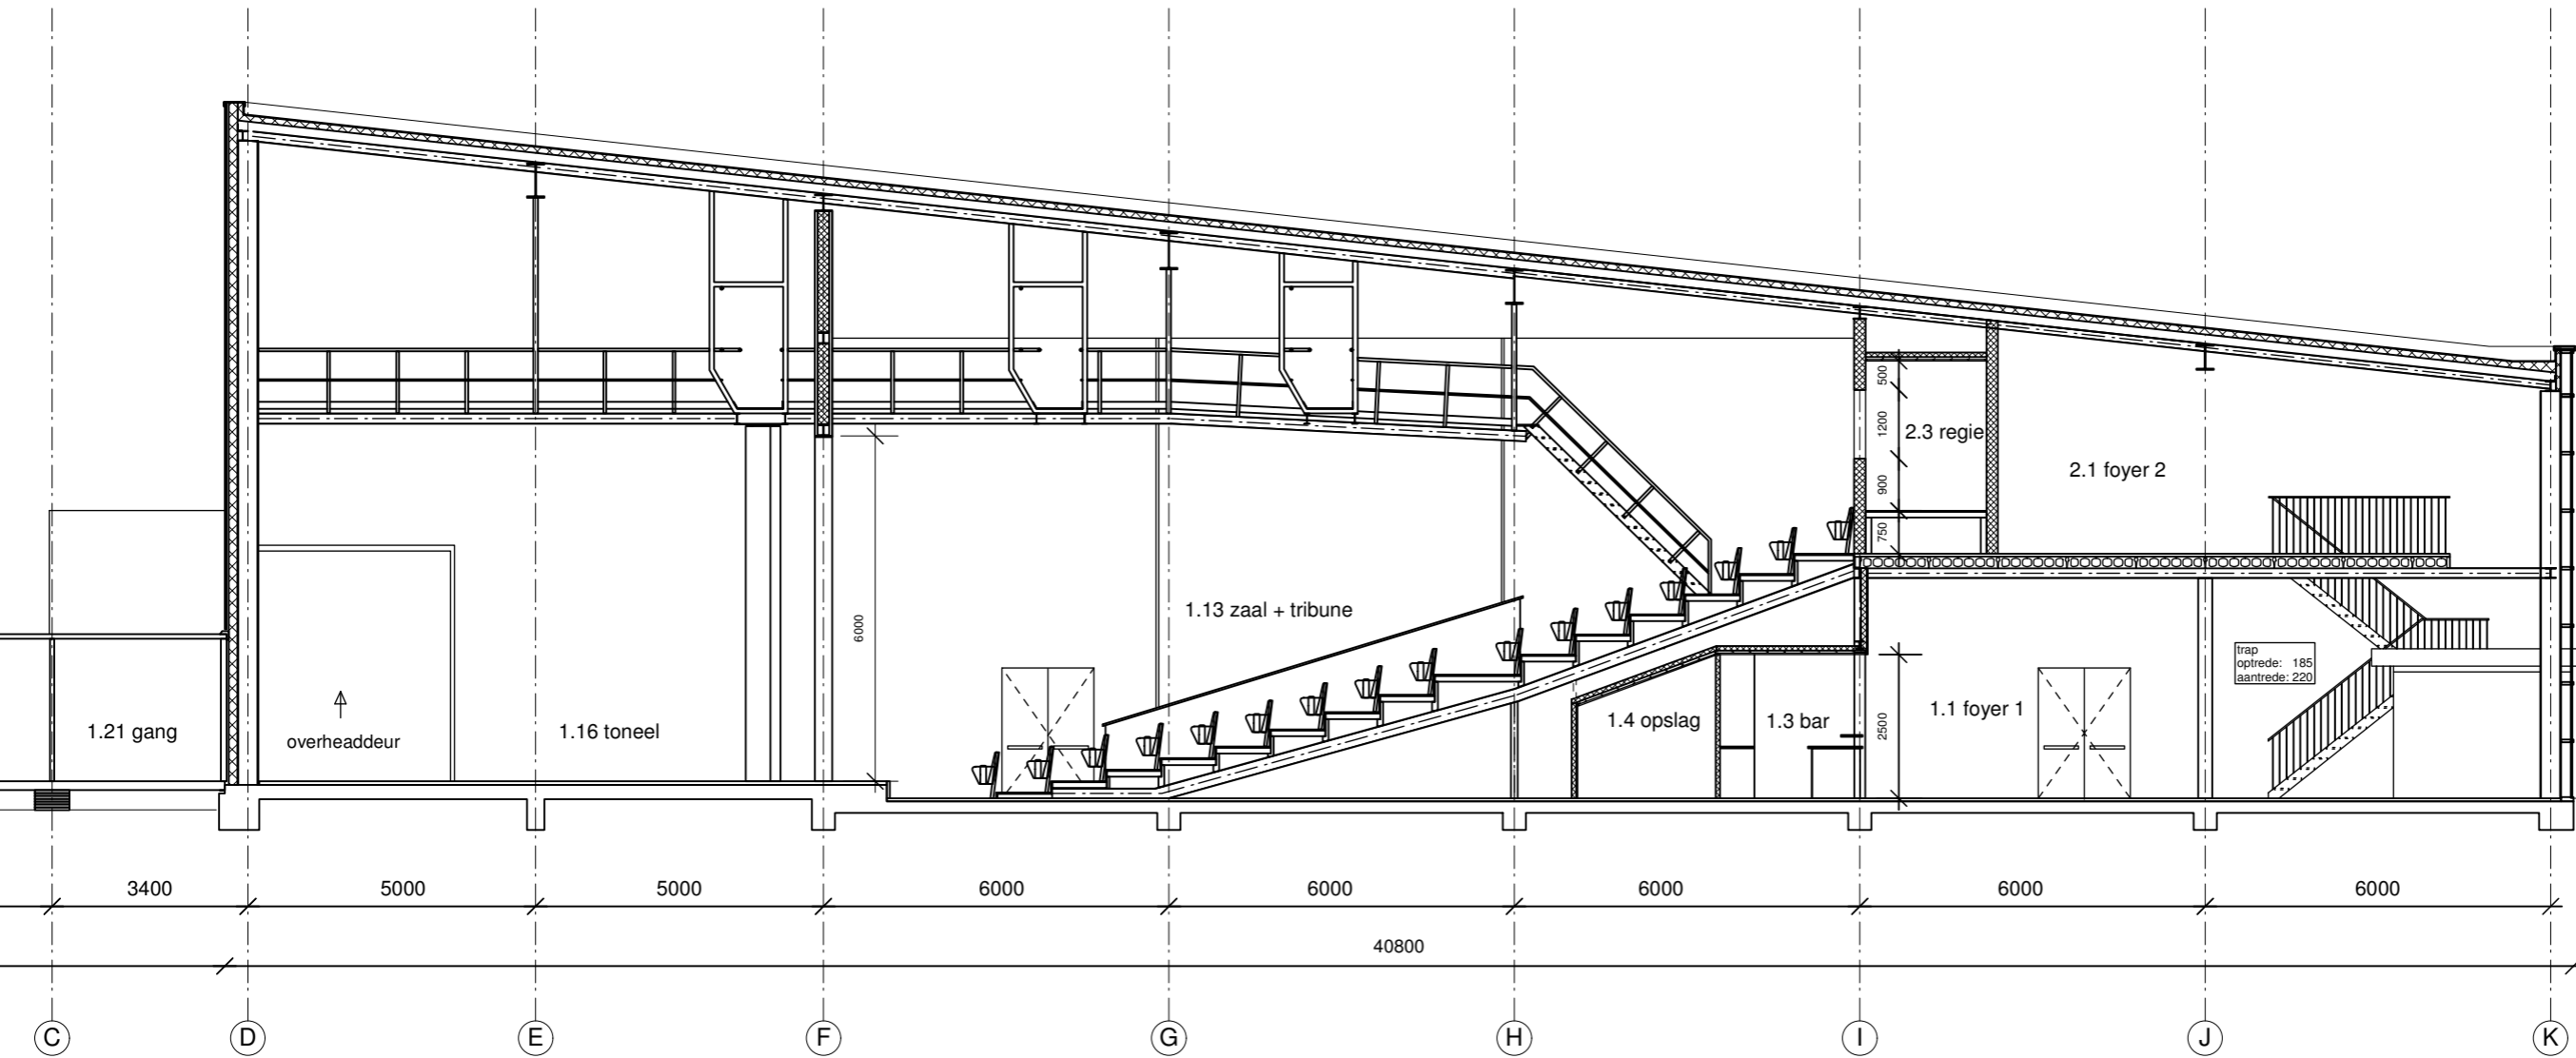 500
1200
2.3 regie
2.1 foyer 2
900
750
6000
1.13 zaal + tribune
trap
optrede: 185
aantrede: 220
1.21 gang
overheaddeur
1.16 toneel
1.4 opslag
1.3 bar
2500
1.1 foyer 1
3400
5000
5000
6000
6000
6000
6000
6000
40800
C
D
E
F
G
H
I
J
K